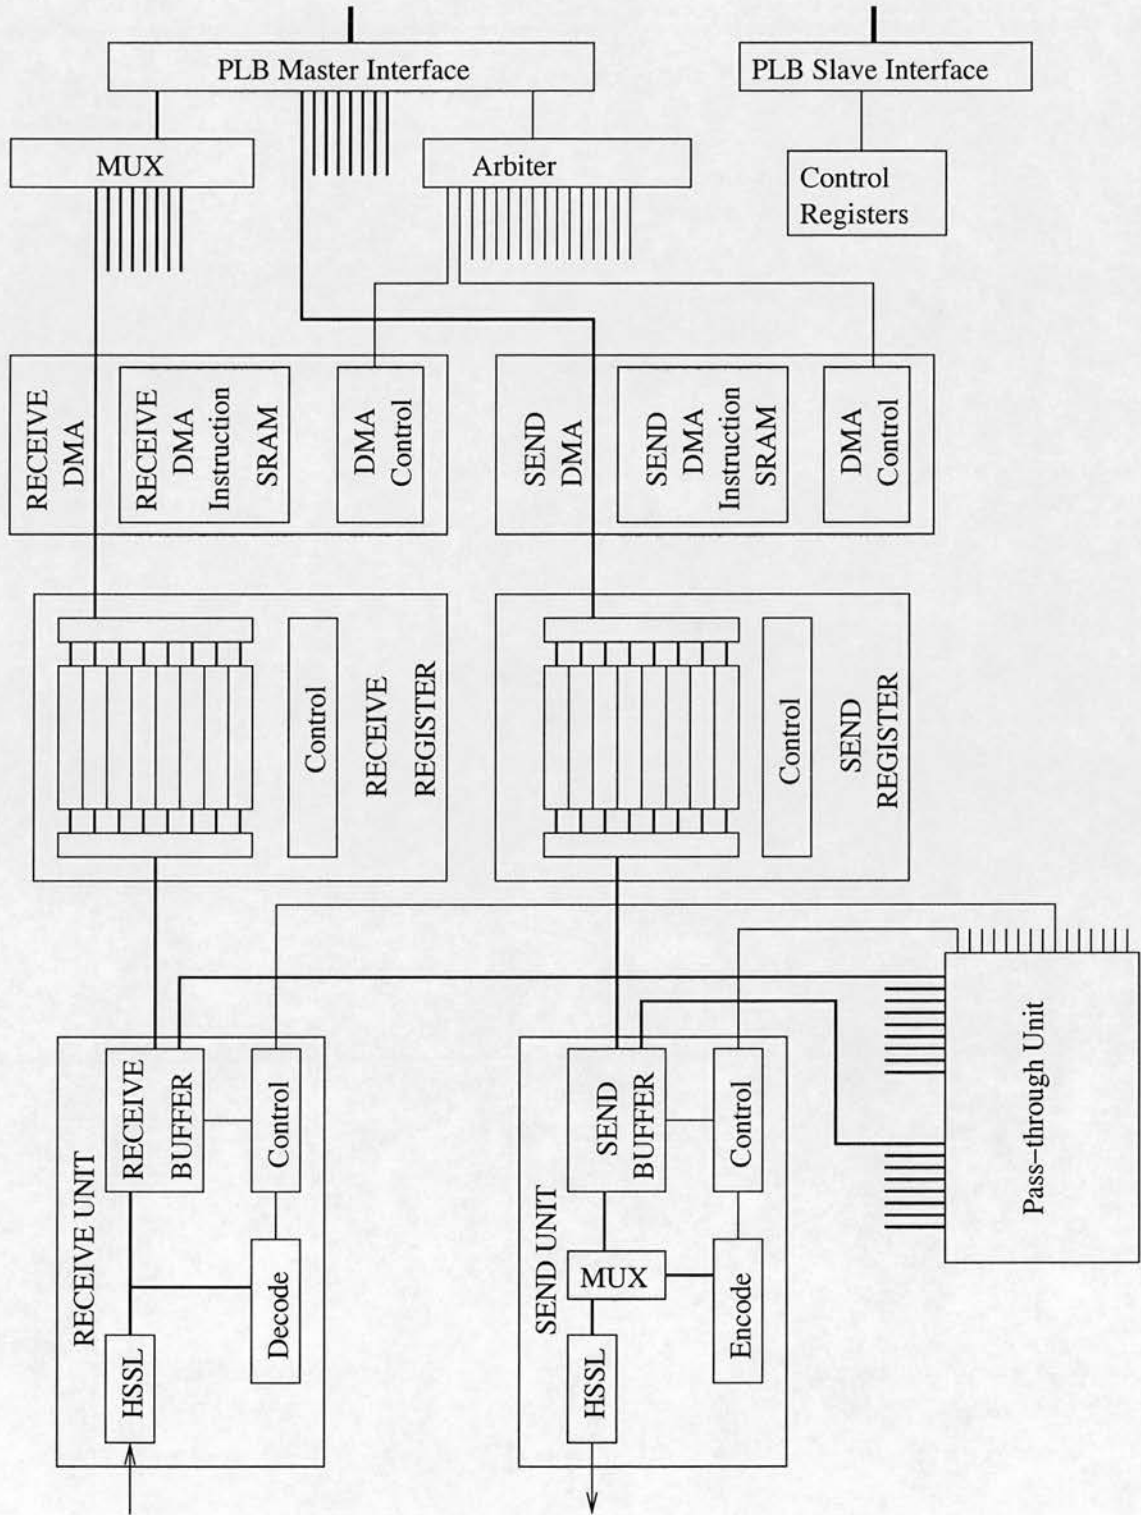 PLB Master Interface
PLB Slave Interface
MUX
Arbiter
Control
Registers
RECEIVE
DMA
RECEIVE
DMA
Instruction
SRAM
DMA
Control
SEND
DMA
SEND
DMA
Instruction
SRAM
DMA
Control
Control
RECEIVE
REGISTER
Control
SEND
REGISTER
RECEIVE UNIT
RECEIVE
BUFFER
Control
HSSL
Decode
SEND UNIT
SEND
BUFFER
Control
MUX
HSSL
Encode
Pass-through Unit